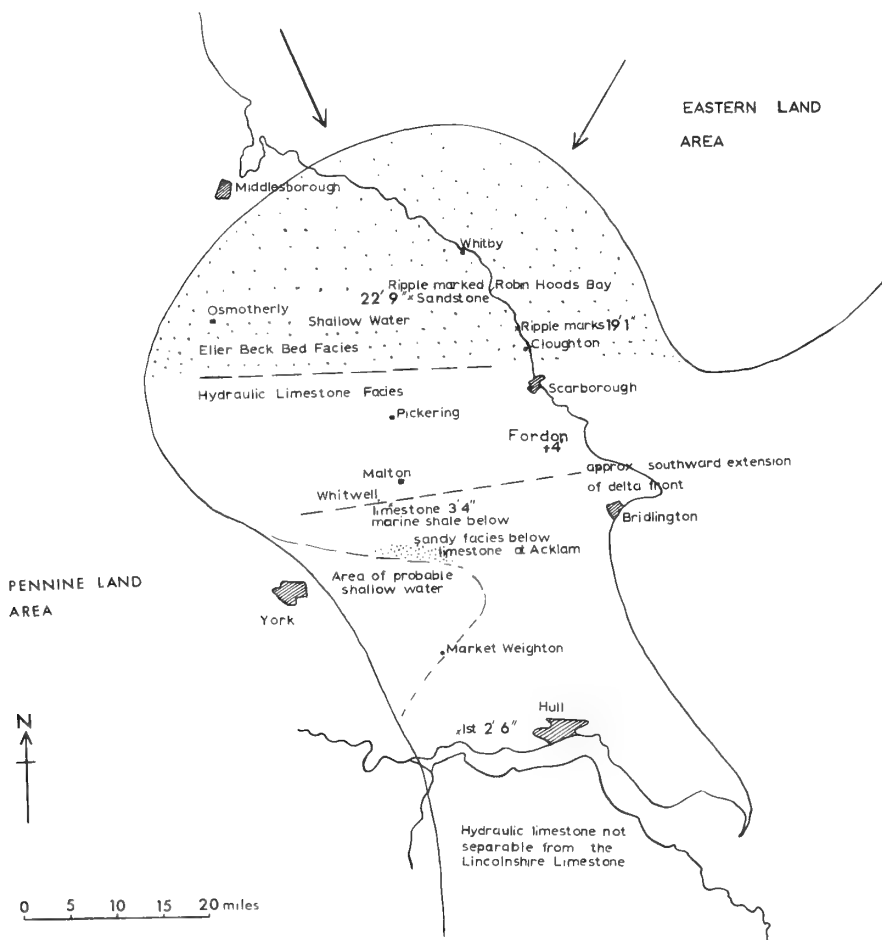 EASTERN LAND
AREA
Middlesborough
Whitby
Ripple marked Robin Hoods Bay
22' 9" x Sandstone
Osmotherly
Shallow Water
Ripple marks 19'1"
Cloughton
Eller Beck Bed Facies
Hydraulic Limestone Facies
Scarborough
Pickering
Fordon
+4'
approx southward extension
of delta front
Malton
Whitwell
limestone 3'4"
marine shale below
Bridlington
sandy facies below
limestone at Acklam
PENNINE LAND
AREA
Area of probable
shallow water
York
Market Weighton
N
Hull
x lst 2' 6"
Hydraulic limestone not
separable from the
Lincolnshire Limestone
0 5 10 15 20 miles